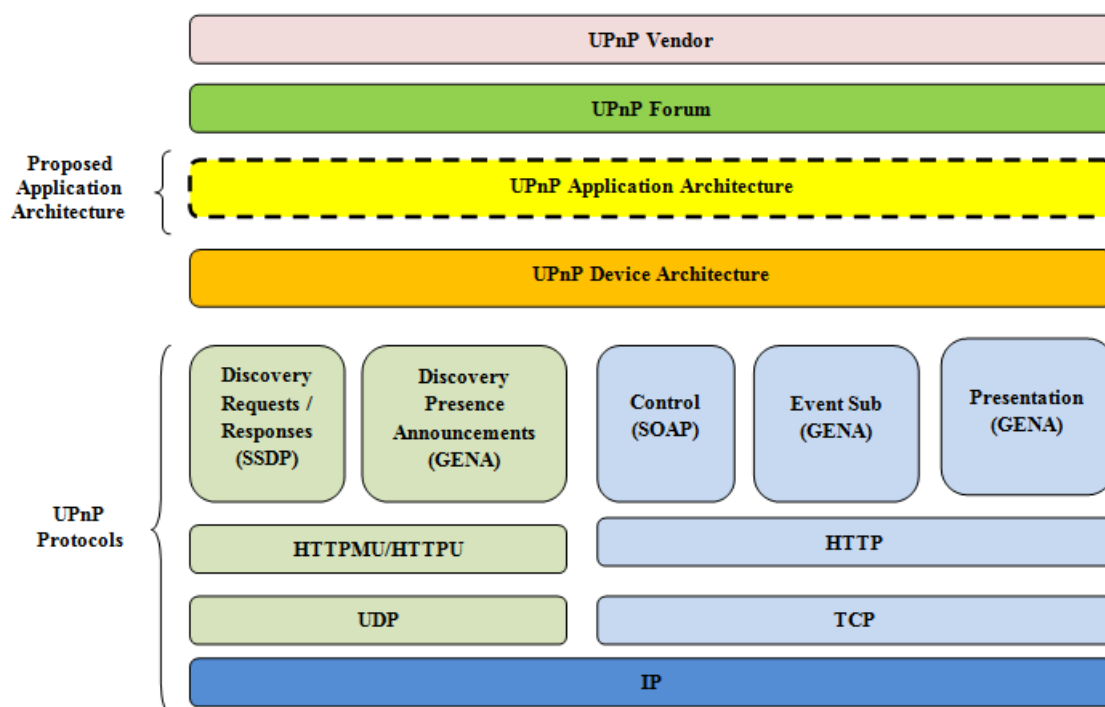 UPnP Vendor
UPnP Forum
Proposed
Application
Architecture
UPnP Application Architecture
UPnP Device Architecture
Discovery
Requests /
Responses
(SSDP)
Discovery
Presence
Announcements
(GENA)
Control
(SOAP)
Event Sub
(GENA)
Presentation
(GENA)
UPnP
Protocols
HTTPMU/HTTPU
HTTP
UDP
TCP
IP